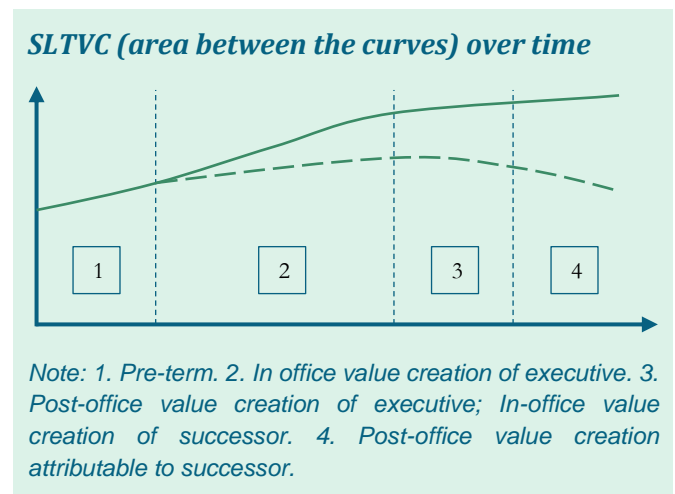 SLTVC (area between the curves) over time
1
2
3
4
Note: 1. Pre-term. 2. In office value creation of executive. 3.
Post-office value creation of executive; In-office value
creation of successor. 4. Post-office value creation
attributable to successor.